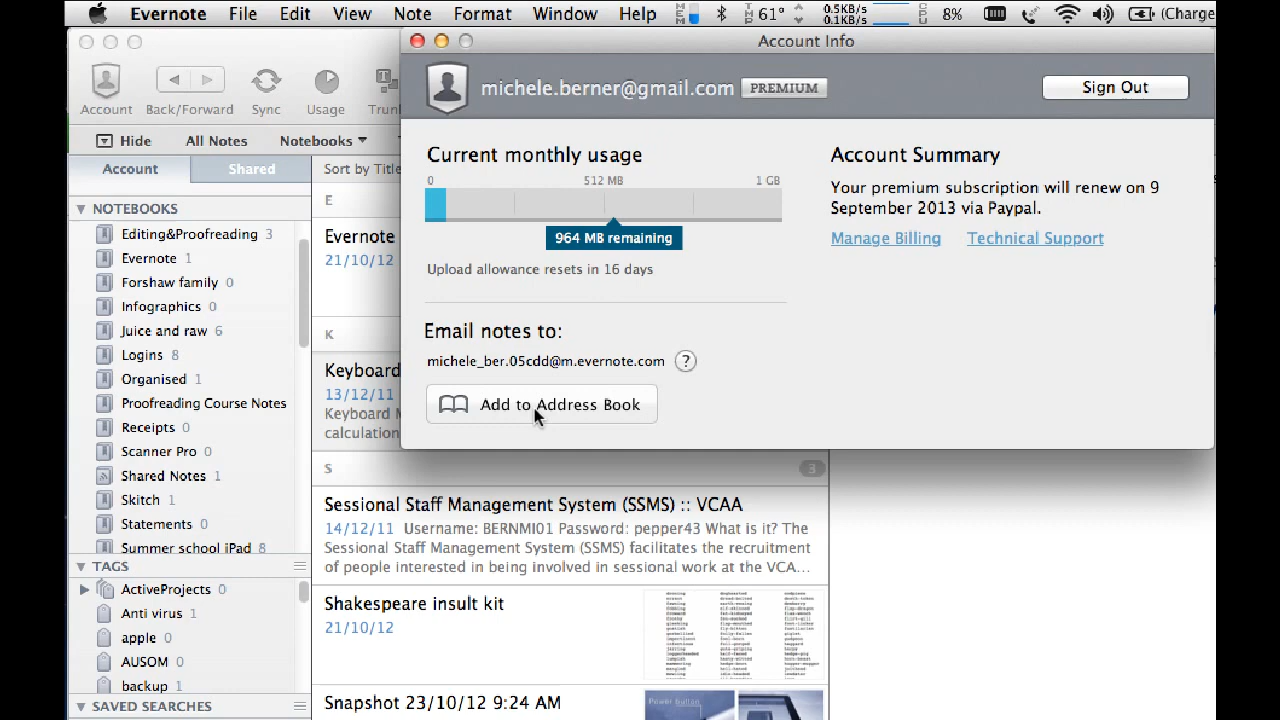 Evernote File Edit View Note Format Window Help MEM 61° 0.5KB/s 0.1KB/s CPU 8% (Charge
Account Info
Account Back/Forward Sync Usage Trun
michele.berner@gmail.com PREMIUM
Sign Out
Hide All Notes Notebooks
Account Shared
Sort by Title
Current monthly usage
0 512 MB 1 GB
964 MB remaining
Upload allowance resets in 16 days
Account Summary
Your premium subscription will renew on 9
September 2013 via Paypal.
Manage Billing Technical Support
Email notes to:
michele_ber.05cdd@m.evernote.com ?
Add to Address Book
NOTEBOOKS
Editing&Proofreading 3
Evernote 1
Forshaw family 0
Infographics 0
Juice and raw 6
Logins 8
Organised 1
Proofreading Course Notes
Receipts 0
Scanner Pro 0
Shared Notes 1
Skitch 1
Statements 0
Summer school iPad 8
TAGS
ActiveProjects 0
Anti virus 1
apple 0
AUSOM 0
backup 1
SAVED SEARCHES
E
Evernote
21/10/12
K
Keyboard
13/12/11
Keyboard M
calculation
S 3
Sessional Staff Management System (SSMS) :: VCAA
14/12/11 Username: BERNMI01 Password: pepper43 What is it? The
Sessional Staff Management System (SSMS) facilitates the recruitment
of people interested in being involved in sessional work at the VCA...
Shakespeare insult kit
21/10/12
Snapshot 23/10/12 9:24 AM
Power button